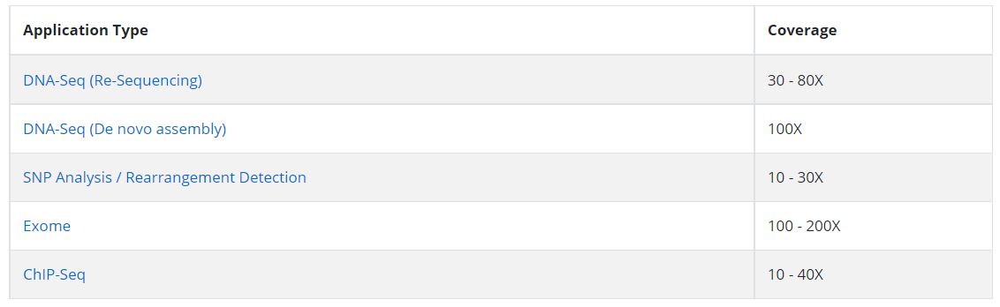 Application Type Coverage
DNA-Seq (Re-Sequencing) 30 - 80X
DNA-Seq (De novo assembly) 100X
SNP Analysis / Rearrangement Detection 10 - 30X
Exome 100 - 200X
ChIP-Seq 10 - 40X